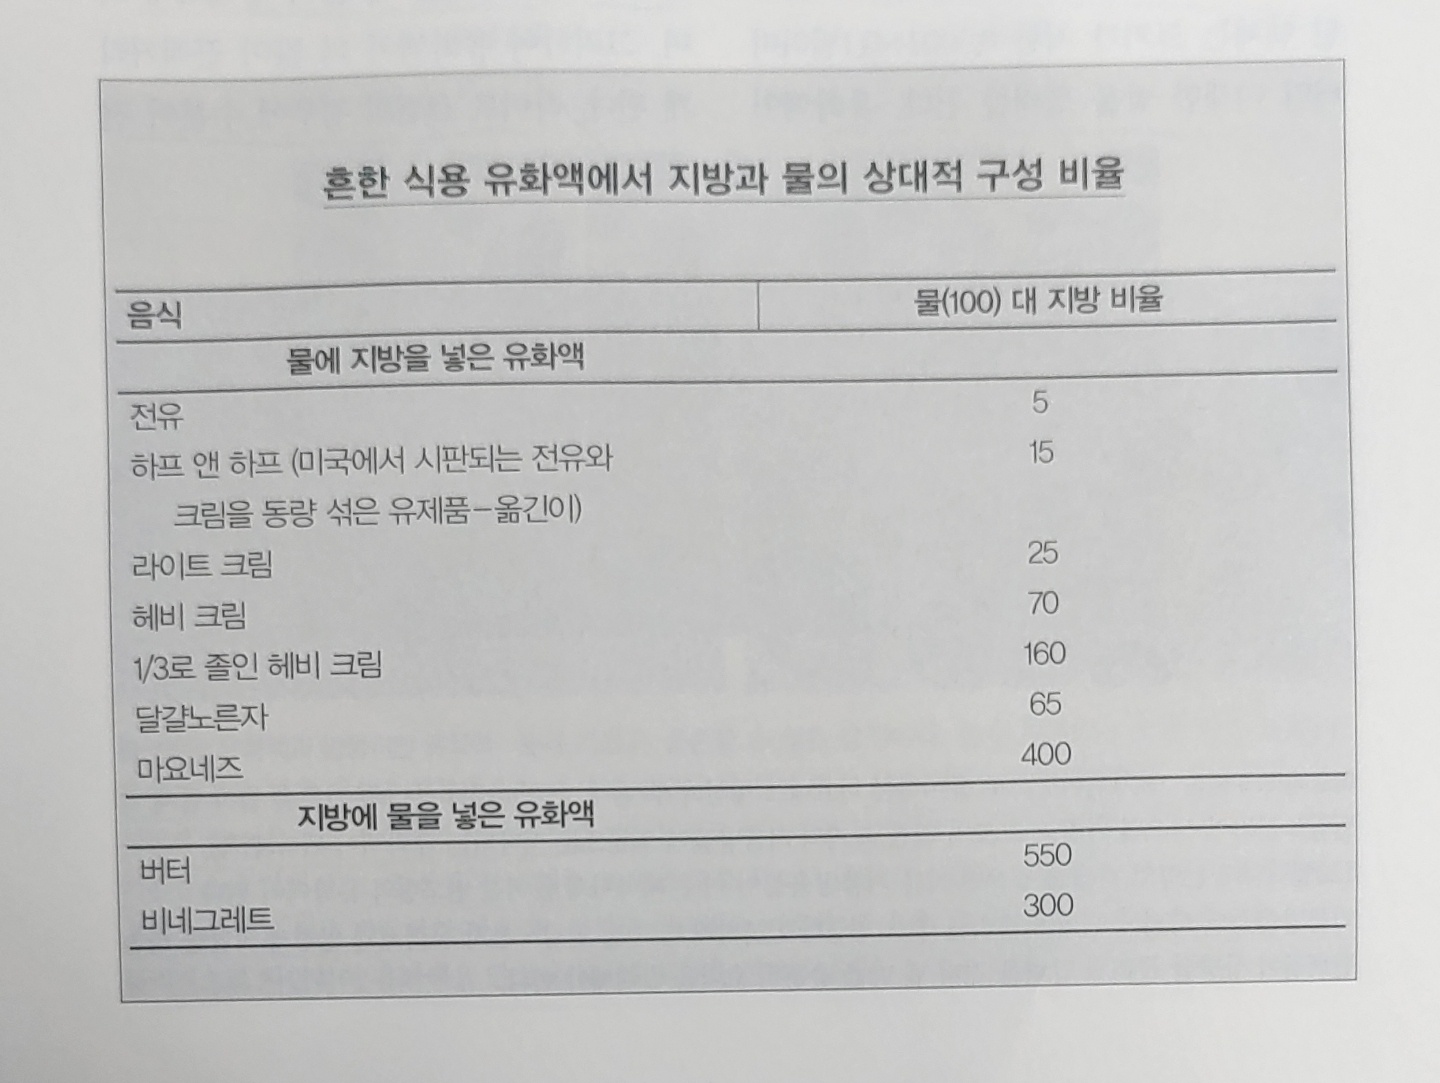 흔한 식용 유화액에서 지방과 물의 상대적 구성 비율
음식 물(100) 대 지방 비율
물에 지방을 넣은 유화액
전유 5
하프 앤 하프 (미국에서 시판되는 전유와 15
크림을 동량 섞은 유제품-옮긴이)
라이트 크림 25
헤비 크림 70
1/3로 졸인 헤비 크림 160
달걀노른자 65
마요네즈 400
지방에 물을 넣은 유화액
버터 550
비네그레트 300